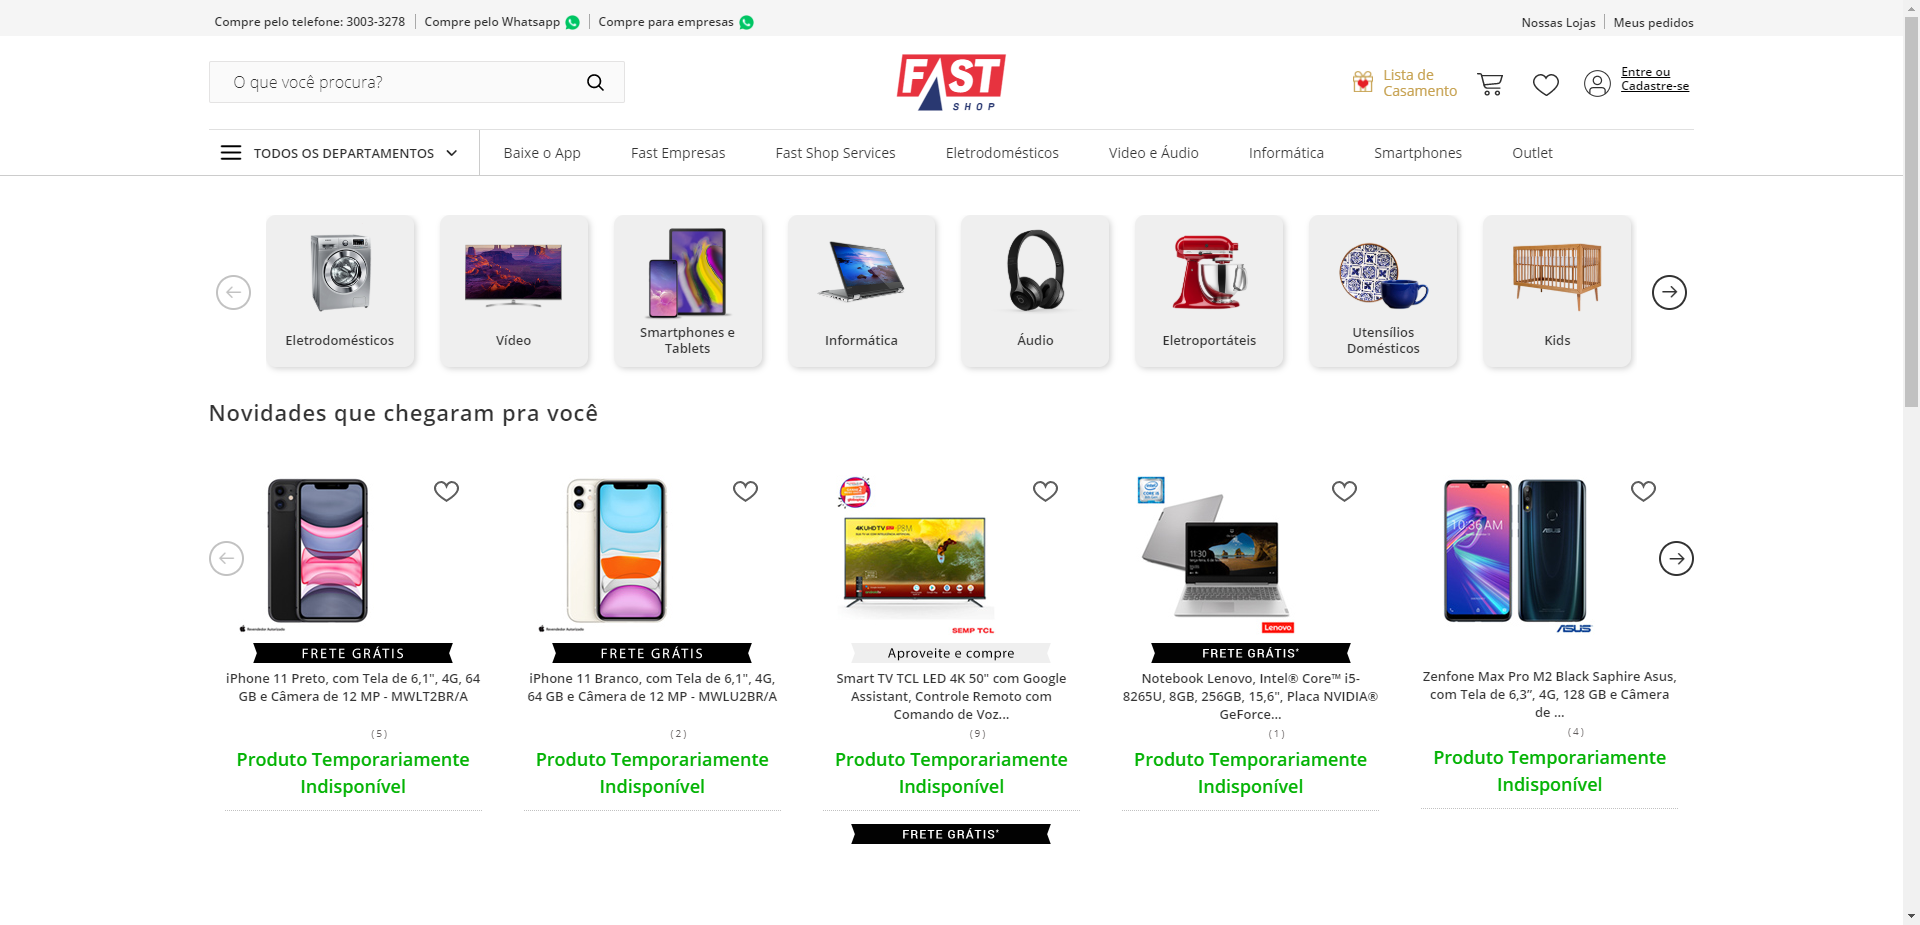 Compre pelo telefone: 3003-3278
Compre pelo Whatsapp
Compre para empresas
Nossas Lojas
Meus pedidos
O que você procura?
FAST
SHOP
Lista de
Casamento
Entre ou
Cadastre-se
TODOS OS DEPARTAMENTOS
Baixe o App
Fast Empresas
Fast Shop Services
Eletrodomésticos
Video e Áudio
Informática
Smartphones
Outlet
Eletrodomésticos
Vídeo
Smartphones e
Tablets
Informática
Áudio
Eletroportáteis
Utensílios
Domésticos
Kids
Novidades que chegaram pra você
FRETE GRÁTIS
iPhone 11 Preto, com Tela de 6,1", 4G, 64
GB e Câmera de 12 MP - MWLT2BR/A
(5)
Produto Temporariamente
Indisponível
FRETE GRÁTIS
iPhone 11 Branco, com Tela de 6,1", 4G,
64 GB e Câmera de 12 MP - MWLU2BR/A
(2)
Produto Temporariamente
Indisponível
4K UHD TV P8M
SEMP TCL
Aproveite e compre
Smart TV TCL LED 4K 50" com Google
Assistant, Controle Remoto com
Comando de Voz...
(9)
Produto Temporariamente
Indisponível
FRETE GRÁTIS*
11:30
Lenovo
FRETE GRÁTIS*
Notebook Lenovo, Intel® Core™ i5-
8265U, 8GB, 256GB, 15,6", Placa NVIDIA®
GeForce...
(1)
Produto Temporariamente
Indisponível
10:36 AM
ASUS
ASUS
Zenfone Max Pro M2 Black Saphire Asus,
com Tela de 6,3”, 4G, 128 GB e Câmera
de ...
(4)
Produto Temporariamente
Indisponível